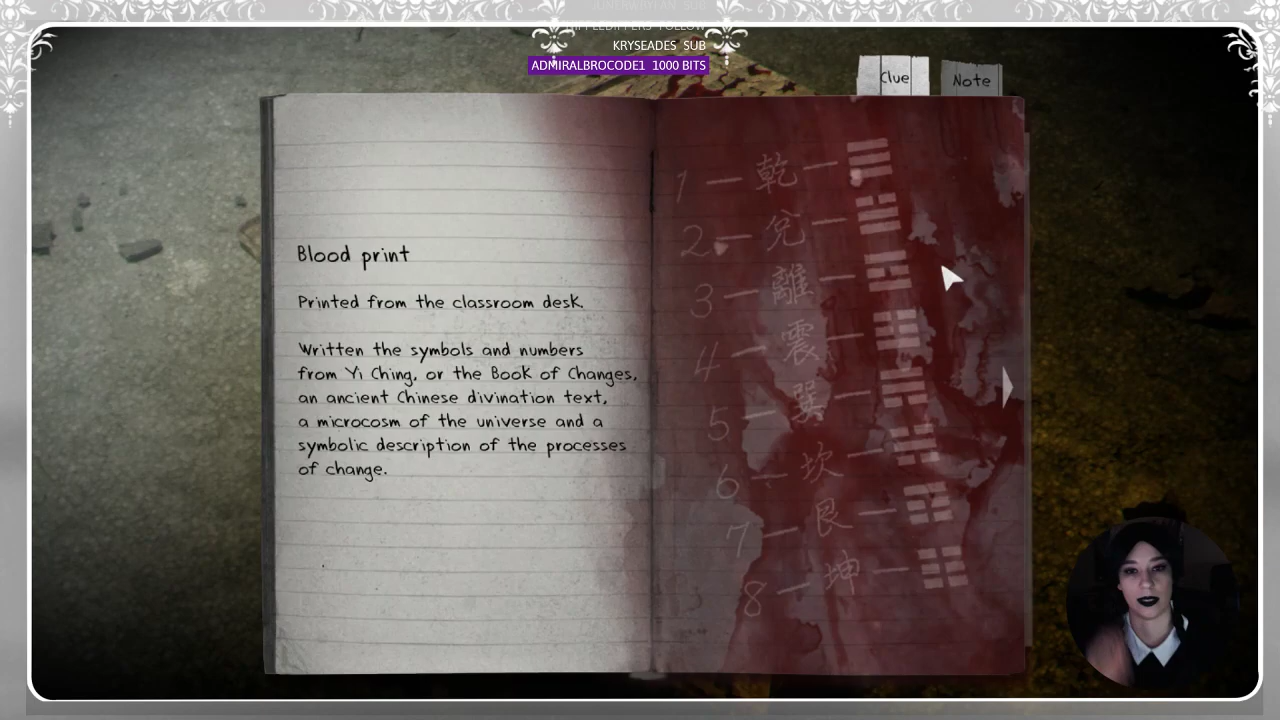 KRYSEADES SUB
ADMIRALBROCODE1 1000 BITS
Clue
Note
Blood print
Printed from the classroom desk.
Written the symbols and numbers
from Yi Ching, or the Book of Changes,
an ancient Chinese divination text,
a microcosm of the universe and a
symbolic description of the processes
of change.
1 — 乾 — ☰
2 — 兌 — ☱
3 — 離 — ☲
4 — 震 — ☳
5 — 巽 — ☴
6 — 坎 — ☵
7 — 艮 — ☶
8 — 坤 — ☷